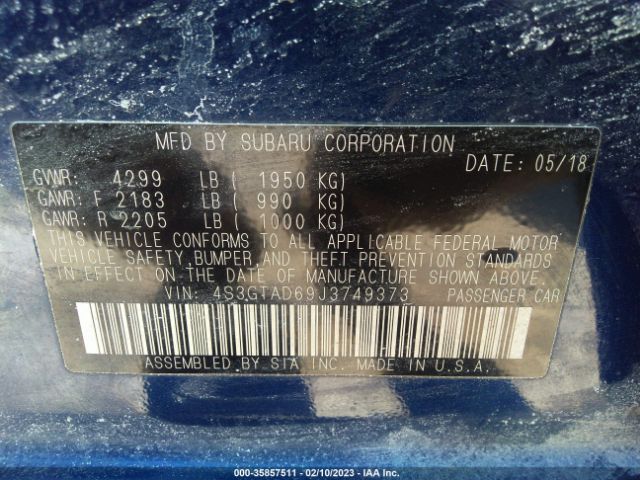 MFD BY SUBARU CORPORATION
DATE: 05/18
GVWR: 4299 LB ( 1950 KG)
GAWR: F 2183 LB ( 990 KG)
GAWR: R 2205 LB ( 1000 KG)
THIS VEHICLE CONFORMS TO ALL APPLICABLE FEDERAL MOTOR
VEHICLE SAFETY BUMPER, AND THEFT PREVENTION STANDARDS
IN EFFECT ON THE DATE OF MANUFACTURE SHOWN ABOVE.
VIN: 4S3GTAD69J3749373 PASSENGER CAR
ASSEMBLED BY SIA INC. MADE IN U.S.A.
000-35857511 - 02/10/2023 - IAA Inc.